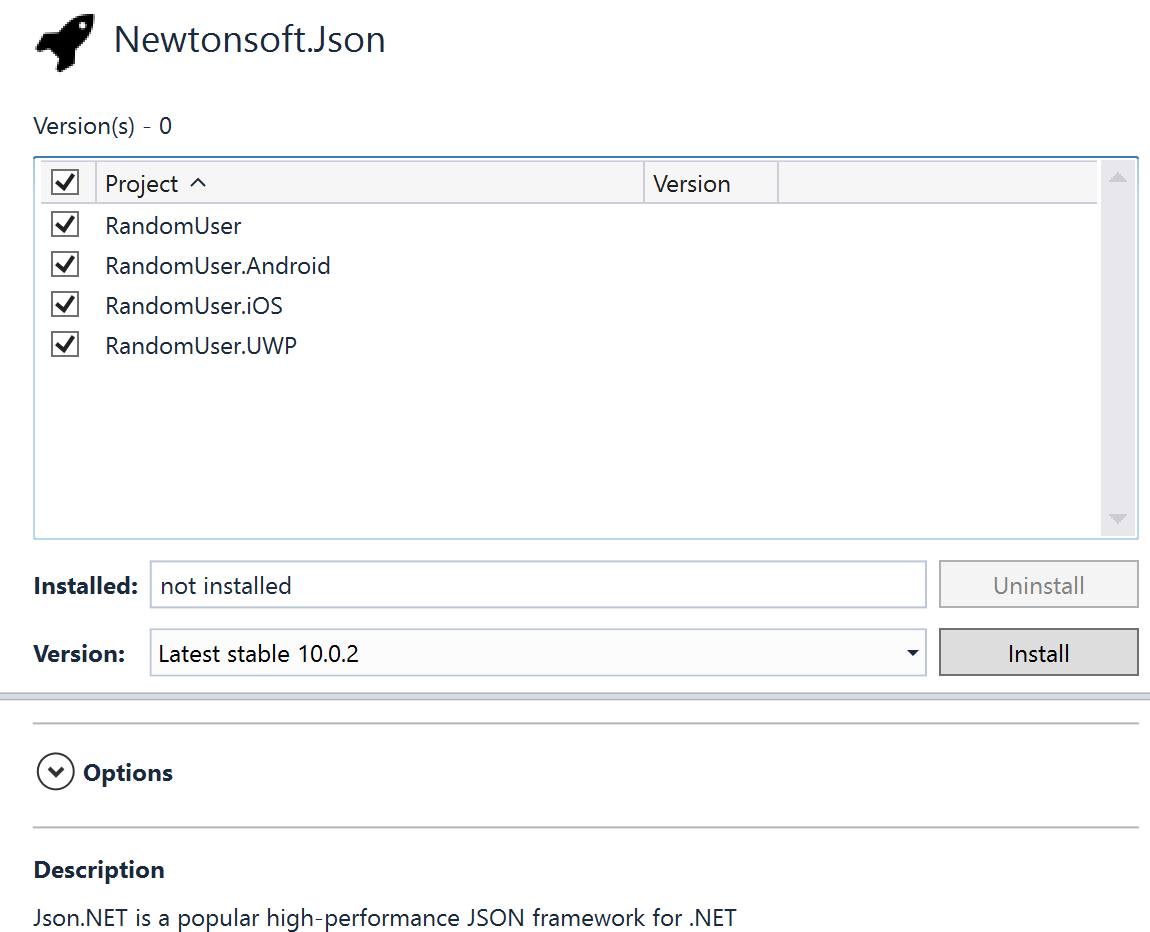 Newtonsoft.Json
Version(s) - 0
Project Version
RandomUser
RandomUser.Android
RandomUser.iOS
RandomUser.UWP
Installed: not installed Uninstall
Version: Latest stable 10.0.2 Install
Options
Description
Json.NET is a popular high-performance JSON framework for .NET